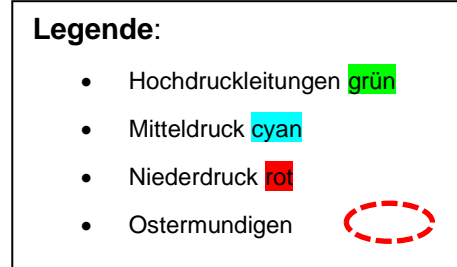 Legende:
• Hochdruckleitungen grün
• Mitteldruck cyan
• Niederdruck rot
• Ostermundigen